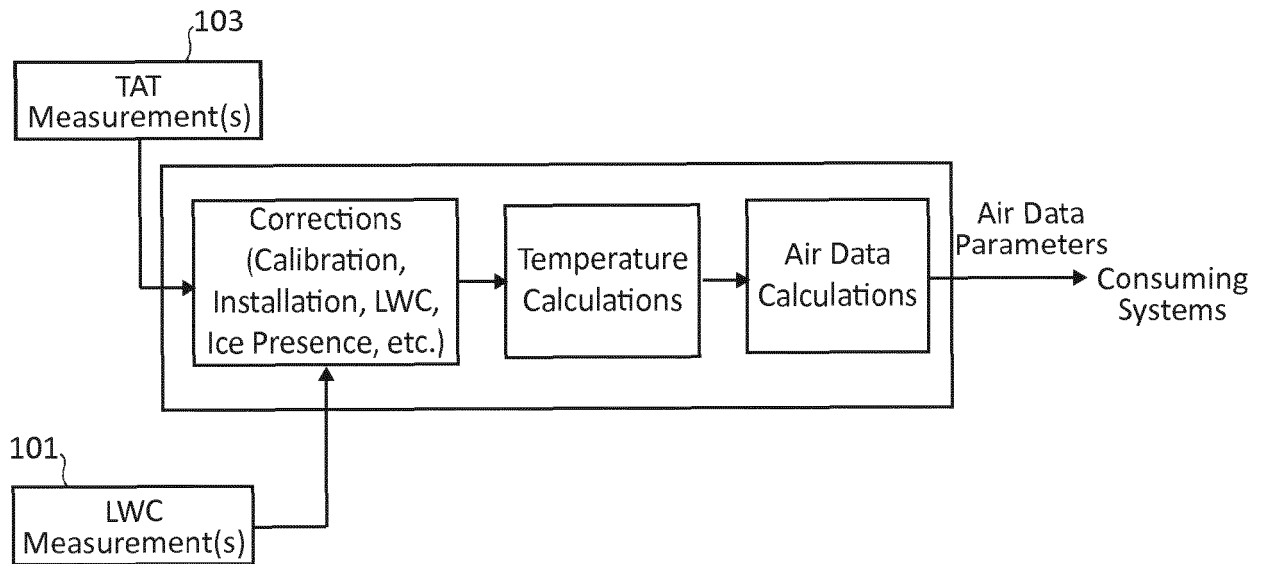 103
TAT
Measurement(s)
Corrections
(Calibration,
Installation, LWC,
Ice Presence, etc.)
Temperature
Calculations
Air Data
Calculations
Air Data
Parameters
Consuming
Systems
101
LWC
Measurement(s)